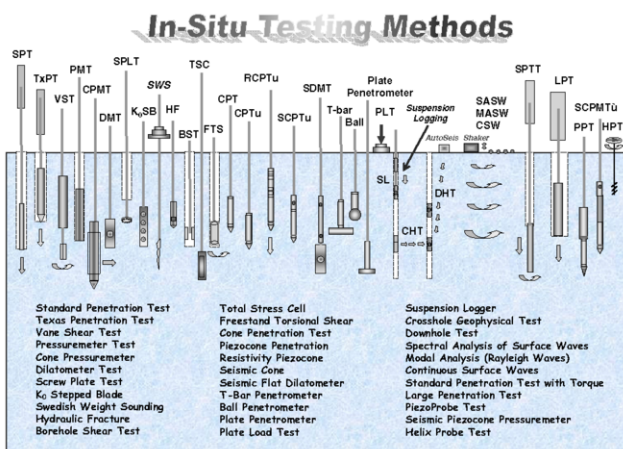 In-Situ Testing Methods
SPT
TxPT
VST
PMT
CPMT
DMT
SPLT
K₀SB
SWS
HF
BST
TSC
FTS
CPT
CPTu
RCPTu
SCPTu
SDMT
T-bar
Ball
Plate
Penetrometer
PLT
Suspension
Logging
AutoSeis
Shaker
SASW
MASW
CSW
SPTT
LPT
PPT
SCPMTù
HPT
SL
DHT
CHT
Standard Penetration Test
Texas Penetration Test
Vane Shear Test
Pressuremeter Test
Cone Pressuremeter
Dilatometer Test
Screw Plate Test
K₀ Stepped Blade
Swedish Weight Sounding
Hydraulic Fracture
Borehole Shear Test
Total Stress Cell
Freestand Torsional Shear
Cone Penetration Test
Piezocone Penetration
Resistivity Piezocone
Seismic Cone
Seismic Flat Dilatometer
T-Bar Penetrometer
Ball Penetrometer
Plate Penetrometer
Plate Load Test
Suspension Logger
Crosshole Geophysical Test
Downhole Test
Spectral Analysis of Surface Waves
Modal Analysis (Rayleigh Waves)
Continuous Surface Waves
Standard Penetration Test with Torque
Large Penetration Test
PiezoProbe Test
Seismic Piezocone Pressuremeter
Helix Probe Test